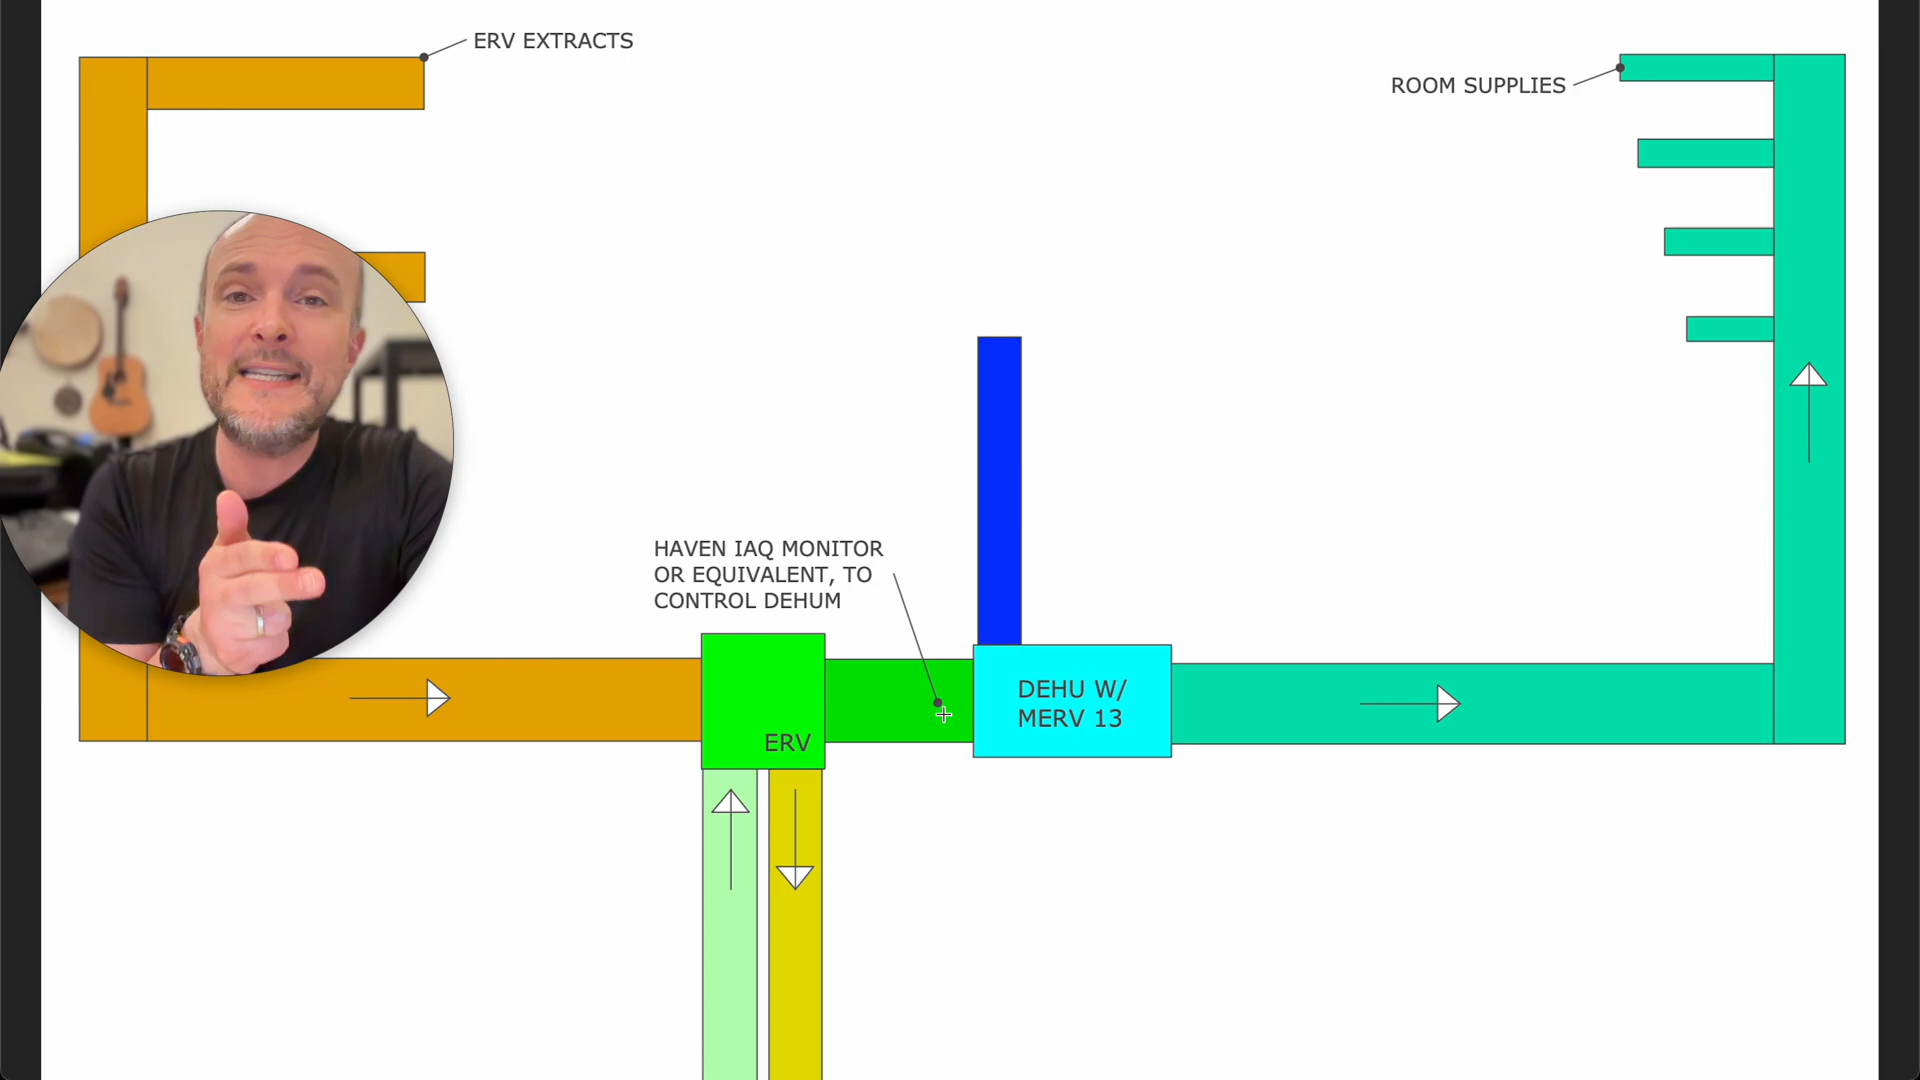 ERV EXTRACTS
ROOM SUPPLIES
HAVEN IAQ MONITOR
OR EQUIVALENT, TO
CONTROL DEHUM
DEHU W/
MERV 13
ERV